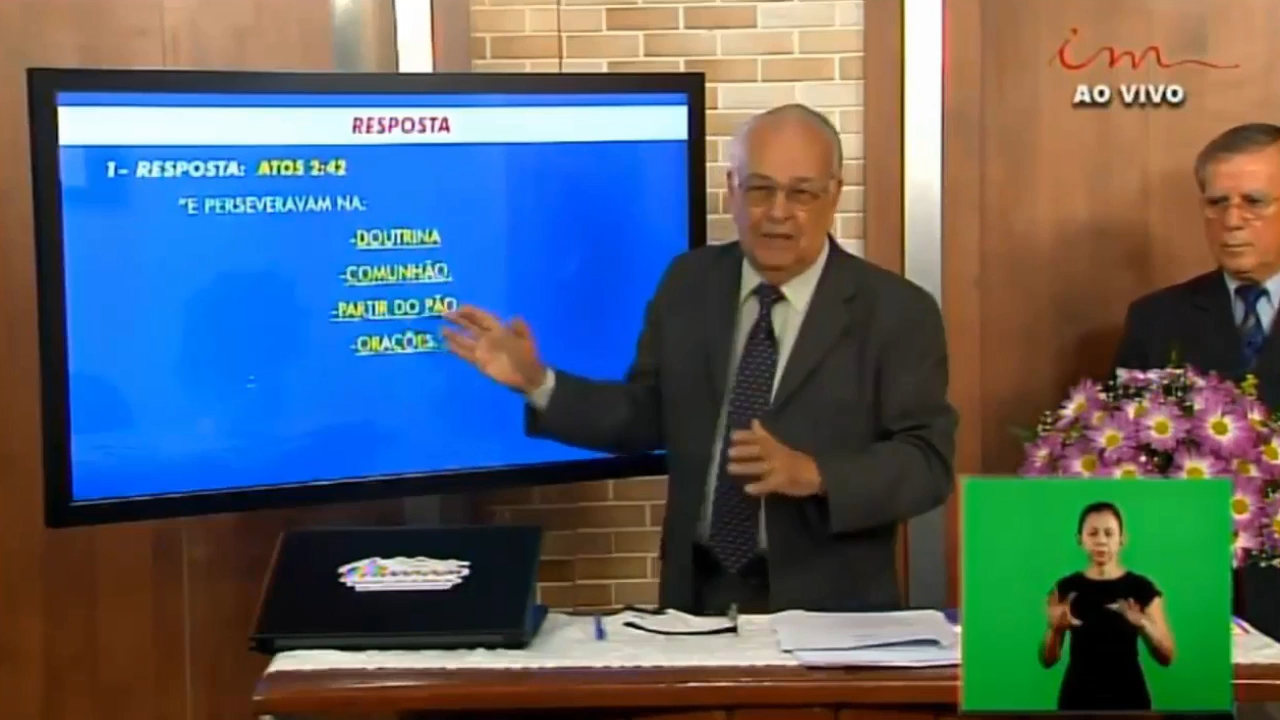 im
AO VIVO
RESPOSTA
1- RESPOSTA: ATOS 2:42
"E PERSEVERAVAM NA:
-DOUTRINA
-COMUNHÃO,
-PARTIR DO PÃO
-ORAÇÕES.